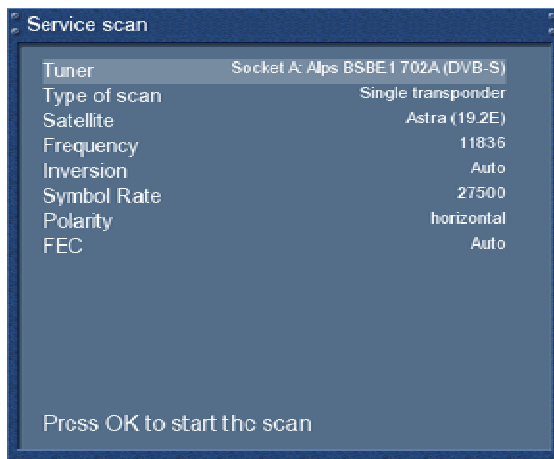 Service scan
Tuner Socket A: Alps BSBE1 702A (DVB-S)
Type of scan Single transponder
Satellite Astra (19.2E)
Frequency 11836
Inversion Auto
Symbol Rate 27500
Polarity horizontal
FEC Auto
Press OK to start the scan